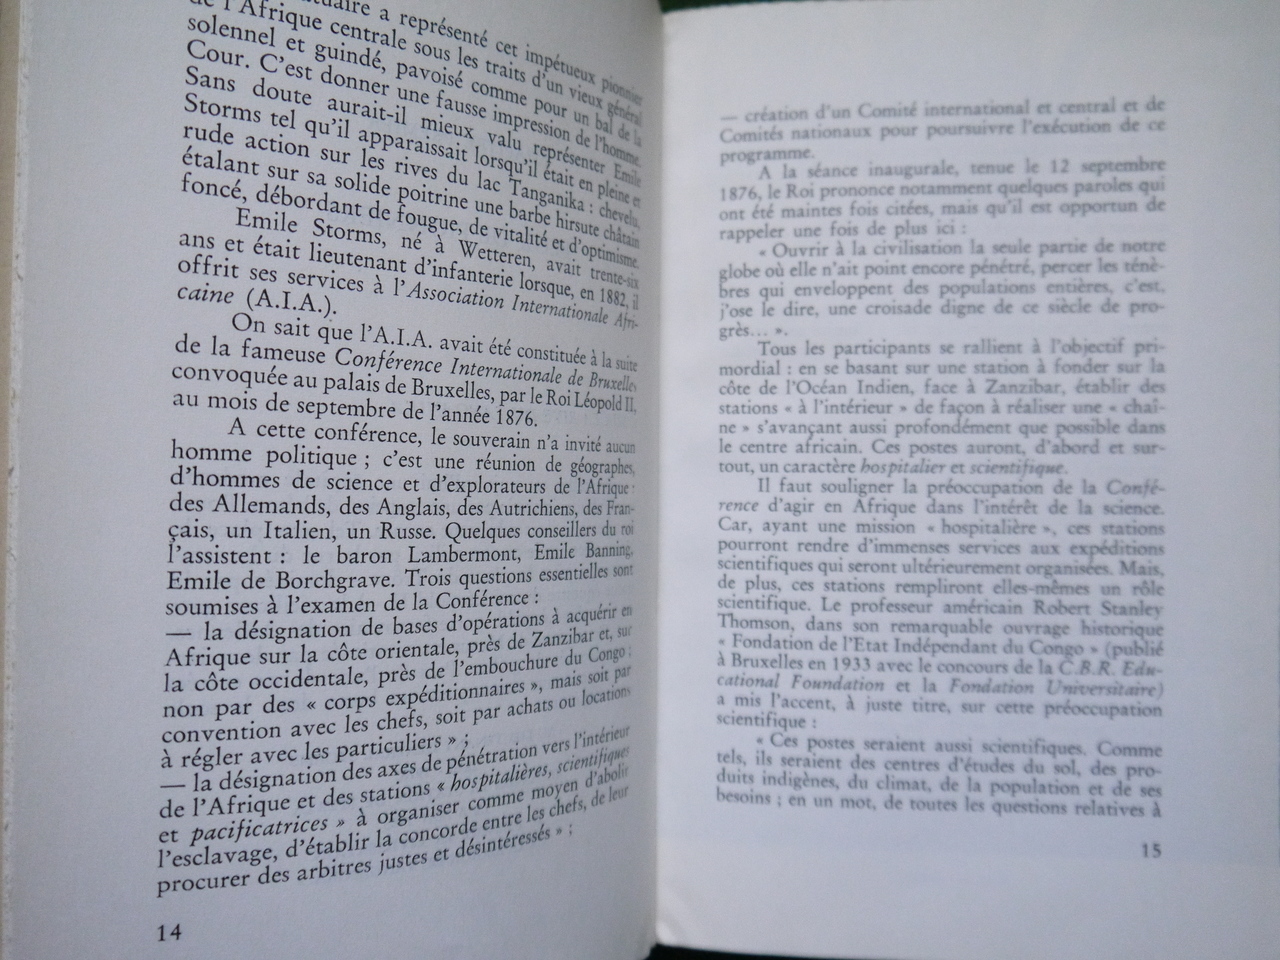 tuaire a représenté cet impétueux pionnier
de l'Afrique centrale sous les traits d'un vieux général
solennel et guindé, pavoisé comme pour un bal de la
Cour. C'est donner une fausse impression de l'homme.
Sans doute aurait-il mieux valu représenter Emile
Storms tel qu'il apparaissait lorsqu'il était en pleine et
rude action sur les rives du lac Tanganika : chevelu,
étalant sur sa solide poitrine une barbe hirsute châtain
foncé, débordant de fougue, de vitalité et d'optimisme.
Emile Storms, né à Wetteren, avait trente-six
ans et était lieutenant d'infanterie lorsque, en 1882, il
offrit ses services à l'Association Internationale Afri-
caine (A.I.A.).
On sait que l'A.I.A. avait été constituée à la suite
de la fameuse Conférence Internationale de Bruxelles,
convoquée au palais de Bruxelles, par le Roi Léopold II,
au mois de septembre de l'année 1876.
A cette conférence, le souverain n'a invité aucun
homme politique ; c'est une réunion de géographes,
d'hommes de science et d'explorateurs de l'Afrique :
des Allemands, des Anglais, des Autrichiens, des Fran-
çais, un Italien, un Russe. Quelques conseillers du roi
l'assistent : le baron Lambermont, Emile Banning,
Emile de Borchgrave. Trois questions essentielles sont
soumises à l'examen de la Conférence :
— la désignation de bases d'opérations à acquérir en
Afrique sur la côte orientale, près de Zanzibar et, sur
la côte occidentale, près de l'embouchure du Congo ;
non par des « corps expéditionnaires », mais soit par
convention avec les chefs, soit par achats ou locations
à régler avec les particuliers » ;
— la désignation des axes de pénétration vers l'intérieur
de l'Afrique et des stations « hospitalières, scientifiques
et pacificatrices » à organiser comme moyen d'abolir
l'esclavage, d'établir la concorde entre les chefs, de leur
procurer des arbitres justes et désintéressés » ;
14
— création d'un Comité international et central et de
Comités nationaux pour poursuivre l'exécution de ce
programme.
A la séance inaugurale, tenue le 12 septembre
1876, le Roi prononce notamment quelques paroles qui
ont été maintes fois citées, mais qu'il est opportun de
rappeler une fois de plus ici :
« Ouvrir à la civilisation la seule partie de notre
globe où elle n'ait point encore pénétré, percer les ténè-
bres qui enveloppent des populations entières, c'est,
j'ose le dire, une croisade digne de ce siècle de pro-
grès... ».
Tous les participants se rallient à l'objectif pri-
mordial : en se basant sur une station à fonder sur la
côte de l'Océan Indien, face à Zanzibar, établir des
stations « à l'intérieur » de façon à réaliser une « chaî-
ne » s'avançant aussi profondément que possible dans
le centre africain. Ces postes auront, d'abord et sur-
tout, un caractère hospitalier et scientifique.
Il faut souligner la préoccupation de la Confé-
rence d'agir en Afrique dans l'intérêt de la science.
Car, ayant une mission « hospitalière », ces stations
pourront rendre d'immenses services aux expéditions
scientifiques qui seront ultérieurement organisées. Mais,
de plus, ces stations rempliront elles-mêmes un rôle
scientifique. Le professeur américain Robert Stanley
Thomson, dans son remarquable ouvrage historique
« Fondation de l'Etat Indépendant du Congo » (publié
à Bruxelles en 1933 avec le concours de la C.B.R. Edu-
cational Foundation et la Fondation Universitaire)
a mis l'accent, à juste titre, sur cette préoccupation
scientifique :
« Ces postes seraient aussi scientifiques. Comme
tels, ils seraient des centres d'études du sol, des pro-
duits indigènes, du climat, de la population et de ses
besoins ; en un mot, de toutes les questions relatives à
15